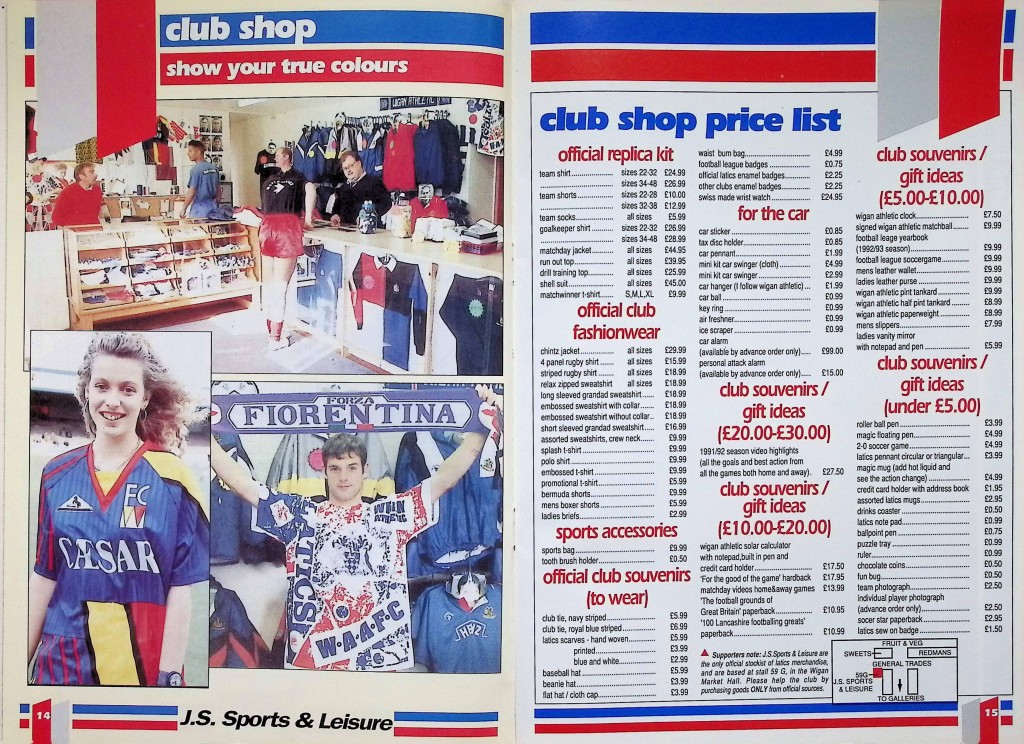 club shop
show your true colours
WIGAN ATHLETIC
FORZA
FIORENTINA
FC
CÆSAR
WIGAN
ATHLETIC
LATICS
W·A·A·F·C
HEAD
14
J.S. Sports & Leisure
club shop price list
official replica kit
team shirt.................. sizes 22-32 £24.99
.................. sizes 34-48 £26.99
team shorts .................. sizes 22-28 £10.00
.................. sizes 32-38 £12.99
team socks.................. all sizes £5.99
goalkeeper shirt .................. sizes 22-32 £26.99
sizes 34-48 £28.99
matchday jacket.................. all sizes £44.95
run out top.................. all sizes £39.95
drill training top.................. all sizes £25.99
shell suit.................. all sizes £45.00
matchwinner t-shirt....... S,M,L,XL £9.99
official club
fashionwear
chintz jacket.................. all sizes £29.99
4 panel rugby shirt .......... all sizes £15.99
striped rugby shirt .......... all sizes £18.99
relax zipped sweatshirt all sizes £18.99
long sleeved grandad sweatshirt ...... £18.99
embossed sweatshirt with collar....... £18.99
embossed sweatshirt without collar... £18.99
short sleeved grandad sweatshirt...... £16.99
assorted sweatshirts, crew neck....... £9.99
splash t-shirt.................. £9.99
polo shirt .................. £9.99
embossed t-shirt.................. £9.99
promotional t-shirt.................. £5.99
bermuda shorts.................. £9.99
mens boxer shorts.................. £5.99
ladies briefs.................. £2.99
sports accessories
sports bag.................. £9.99
tooth brush holder.................. £0.50
official club souvenirs
(to wear)
club tie, navy striped.................. £5.99
club tie, royal blue striped.................. £6.99
latics scarves - hand woven.................. £5.99
printed.................. £3.99
blue and white.................. £2.99
baseball hat.................. £5.99
beanie hat.................. £3.99
flat hat / cloth cap.................. £3.99
waist bum bag.................. £4.99
football league badges .................. £0.75
official latics enamel badges.................. £2.25
other clubs enamel badges.................. £2.25
swiss made wrist watch .................. £24.95
for the car
car sticker .................. £0.85
tax disc holder.................. £0.85
car pennant.................. £1.99
mini kit car swinger (cloth).................. £4.99
mini kit car swinger.................. £2.99
car hanger (I follow wigan athletic) ... £1.99
car ball .................. £0.99
key ring .................. £0.99
air freshner.................. £0.99
ice scraper .................. £0.99
car alarm
(available by advance order only)..... £99.00
personal attack alarm
(available by advance order only)..... £15.00
club souvenirs /
gift ideas
(£20.00-£30.00)
1991/92 season video highlights
(all the goals and best action from
all the games both home and away). £27.50
club souvenirs /
gift ideas
(£10.00-£20.00)
wigan athletic solar calculator
with notepad,built in pen and
credit card holder.................. £17.50
'For the good of the game' hardback £17.95
matchday videos home&away games £13.99
'The football grounds of
Great Britain' paperback.................. £10.95
'100 Lancashire footballing greats'
paperback.................. £10.99
▲ Supporters note: J.S.Sports & Leisure are
the only official stockist of latics merchandise,
and are based at stall 59 G, in the Wigan
Market Hall. Please help the club by
purchasing goods ONLY from official sources.
club souvenirs /
gift ideas
(£5.00-£10.00)
wigan athletic clock.................. £7.50
signed wigan athletic matchball........ £9.99
football leage yearbook
(1992/93 season).................. £9.99
football league soccergame.................. £9.99
mens leather wallet.................. £9.99
ladies leather purse .................. £9.99
wigan athletic pint tankard .................. £9.99
wigan athletic half pint tankard ........ £8.99
wigan athletic paperweight.................. £8.99
mens slippers.................. £7.99
ladies vanity mirror
with notepad and pen.................. £5.99
club souvenirs /
gift ideas
(under £5.00)
roller ball pen.................. £3.99
magic floating pen.................. £4.99
2-0 soccer game .................. £4.99
latics pennant circular or triangular... £3.99
magic mug (add hot liquid and
see the action change) .................. £4.99
credit card holder with address book £1.95
assorted latics mugs.................. £2.95
drinks coaster .................. £0.50
latics note pad.................. £0.99
ballpoint pen .................. £0.75
puzzle tray .................. £0.99
ruler.................. £0.99
chocolate coins.................. £0.50
fun bug.................. £0.50
team photograph.................. £2.50
individual player photograph
(advance order only).................. £2.50
socer star paperback .................. £2.95
latics sew on badge.................. £1.50
FRUIT & VEG
SWEETS
REDMANS
GENERAL TRADES
59G
J.S. SPORTS
& LEISURE
TO GALLERIES
15